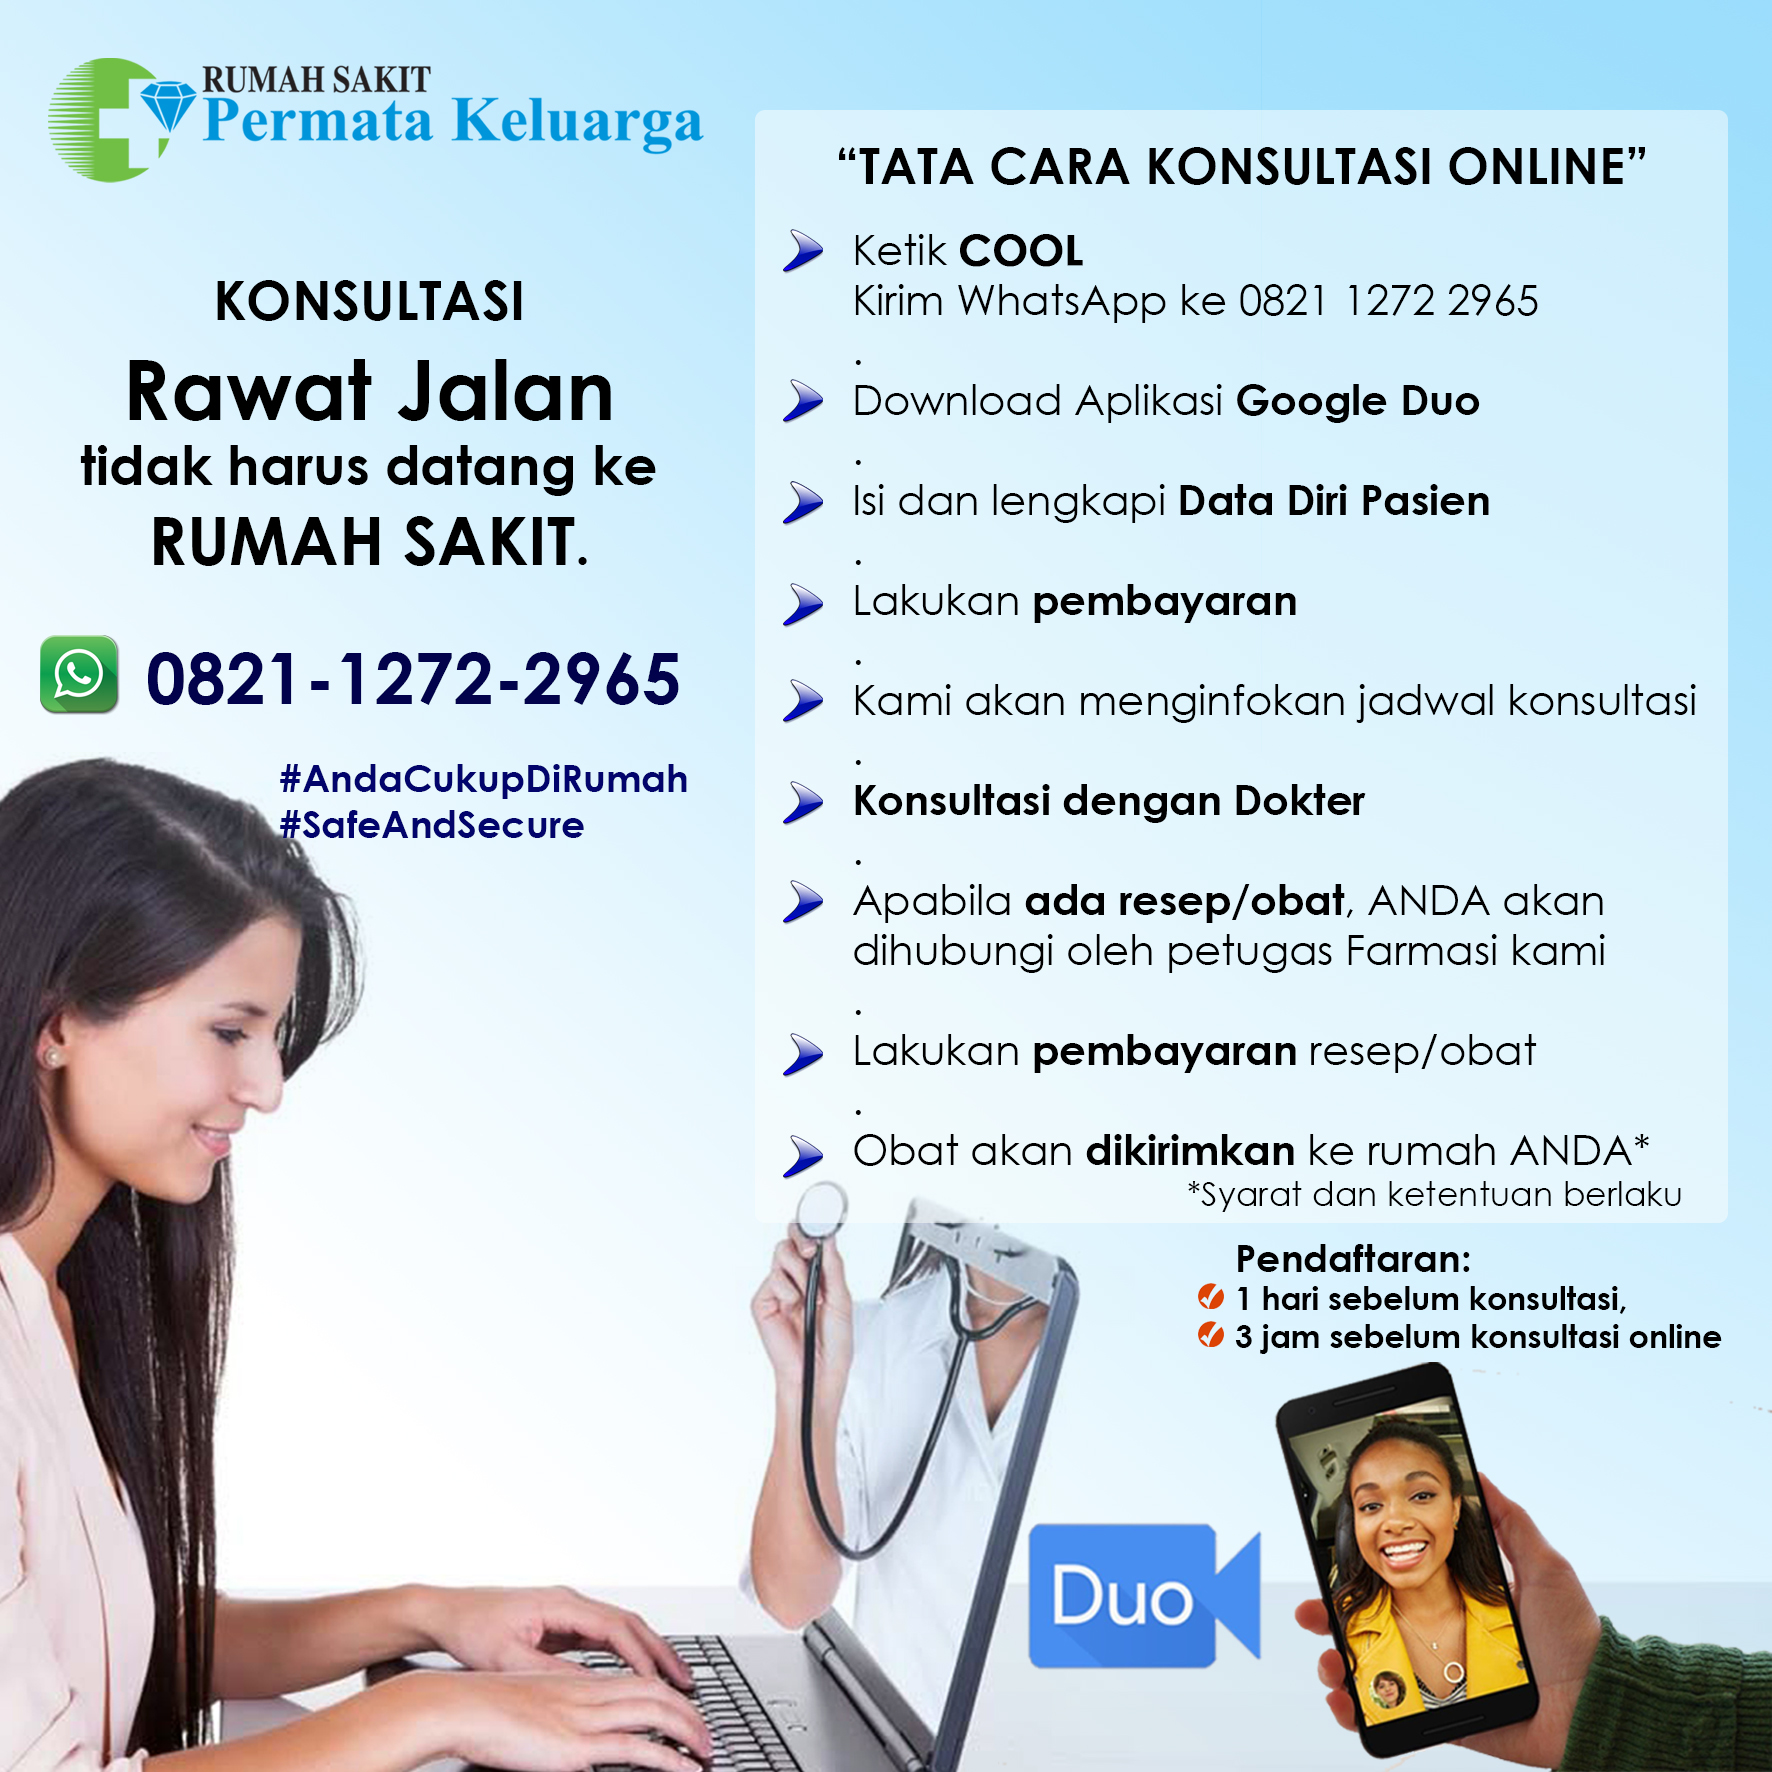 RUMAH SAKIT
Permata Keluarga
KONSULTASI
Rawat Jalan
tidak harus datang ke
RUMAH SAKIT.
0821-1272-2965
#AndaCukupDiRumah
#SafeAndSecure
“TATA CARA KONSULTASI ONLINE”
Ketik COOL
Kirim WhatsApp ke 0821 1272 2965
.
Download Aplikasi Google Duo
.
Isi dan lengkapi Data Diri Pasien
.
Lakukan pembayaran
.
Kami akan menginfokan jadwal konsultasi
.
Konsultasi dengan Dokter
.
Apabila ada resep/obat, ANDA akan
dihubungi oleh petugas Farmasi kami
.
Lakukan pembayaran resep/obat
.
Obat akan dikirimkan ke rumah ANDA*
*Syarat dan ketentuan berlaku
Pendaftaran:
1 hari sebelum konsultasi,
3 jam sebelum konsultasi online
Duo